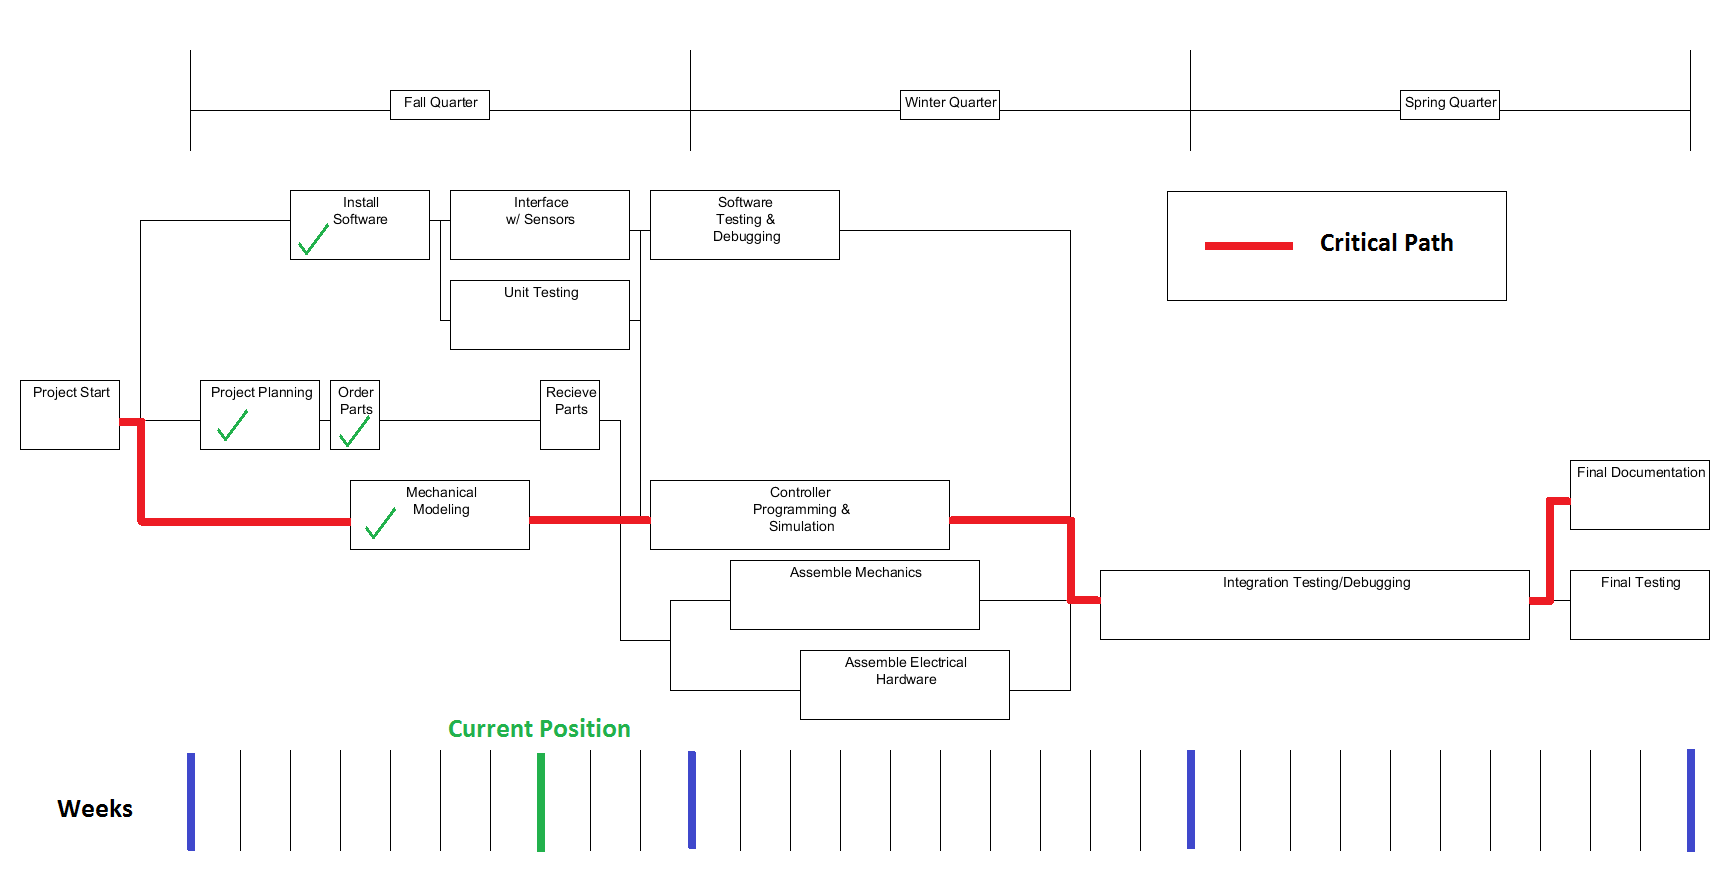 Fall Quarter
Winter Quarter
Spring Quarter
Install
Software
Interface
w/ Sensors
Software
Testing &
Debugging
Critical Path
Unit Testing
Project Start
Project Planning
Order
Parts
Recieve
Parts
Mechanical
Modeling
Controller
Programming &
Simulation
Final Documentation
Assemble Mechanics
Integration Testing/Debugging
Final Testing
Assemble Electrical
Hardware
Current Position
Weeks